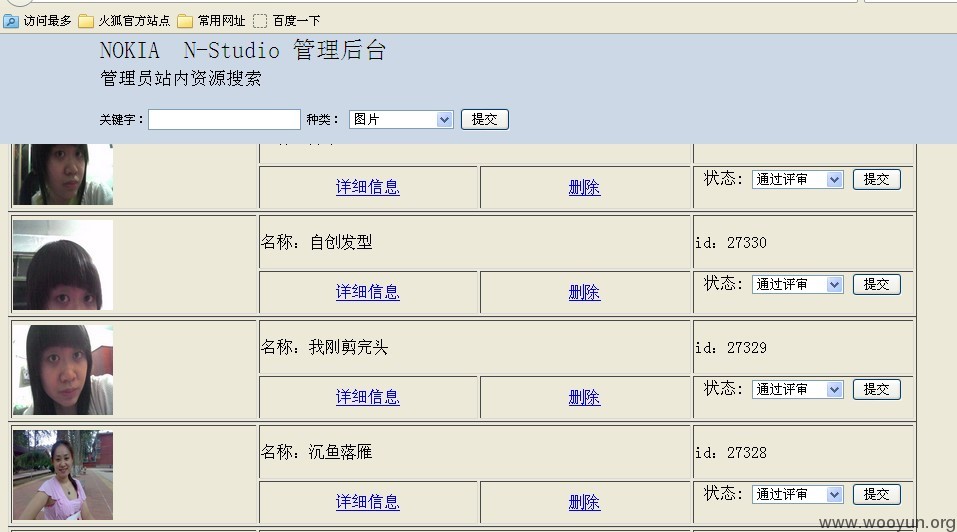 访问最多 火狐官方站点 常用网址 百度一下
NOKIA N-Studio 管理后台
管理员站内资源搜索
关键字： 种类： 图片 提交
详细信息 删除 状态: 通过评审 提交
名称: 自创发型 id: 27330
详细信息 删除 状态: 通过评审 提交
名称: 我刚剪完头 id: 27329
详细信息 删除 状态: 通过评审 提交
名称: 沉鱼落雁 id: 27328
详细信息 删除 状态: 通过评审 提交
www.wooyun.org